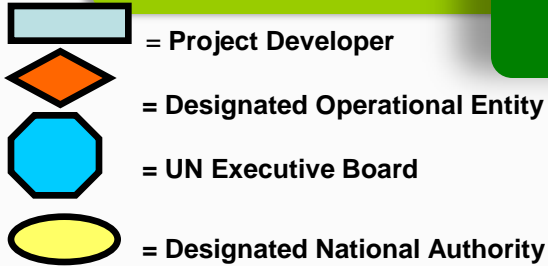 = Project Developer
= Designated Operational Entity
= UN Executive Board
= Designated National Authority